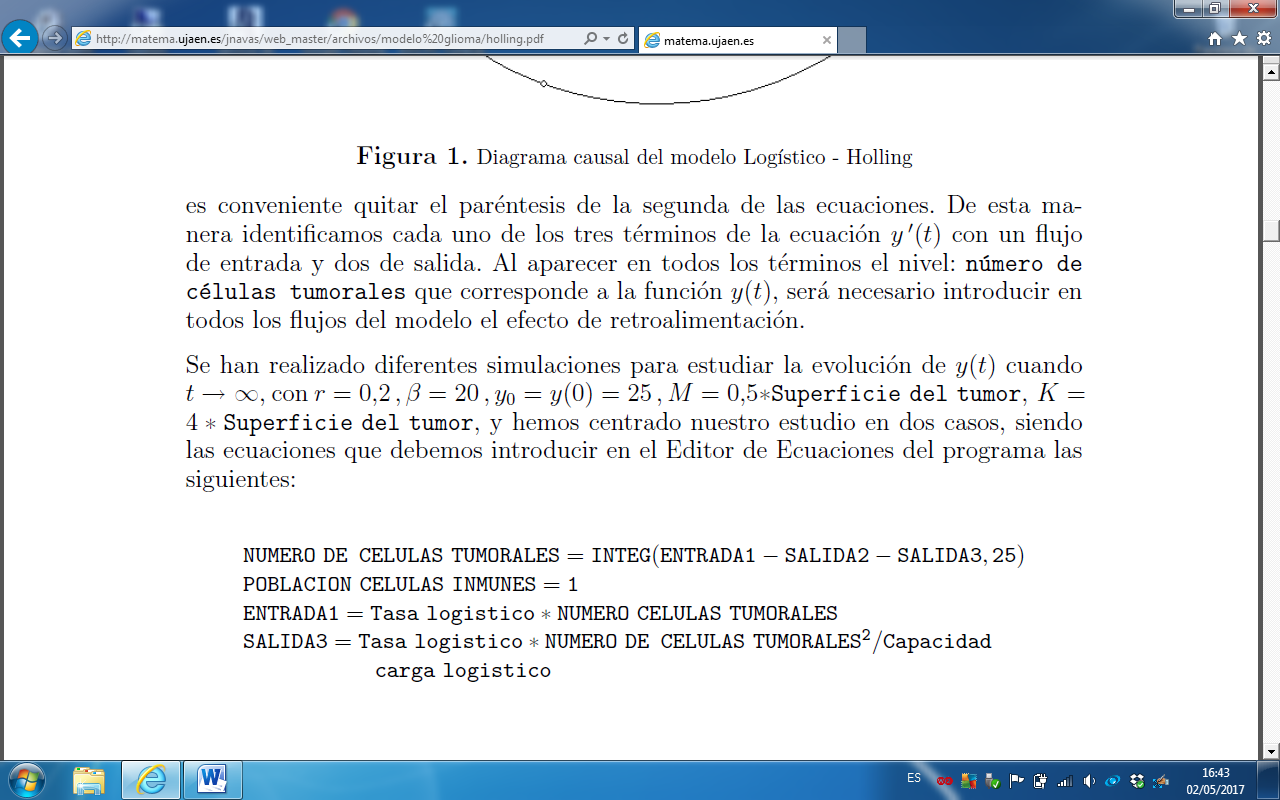 http://matema.ujaen.es/jnavas/web_master/archivos/modelo%20glioma/holling.pdf
matema.ujaen.es
Figura 1. Diagrama causal del modelo Logístico - Holling
es conveniente quitar el paréntesis de la segunda de las ecuaciones. De esta ma-
nera identificamos cada uno de los tres términos de la ecuación y′(t) con un flujo
de entrada y dos de salida. Al aparecer en todos los términos el nivel: número de
células tumorales que corresponde a la función y(t), será necesario introducir en
todos los flujos del modelo el efecto de retroalimentación.
Se han realizado diferentes simulaciones para estudiar la evolución de y(t) cuando
t → ∞, con r = 0,2 , β = 20 , y₀ = y(0) = 25 , M = 0,5∗Superficie del tumor, K =
4 ∗ Superficie del tumor, y hemos centrado nuestro estudio en dos casos, siendo
las ecuaciones que debemos introducir en el Editor de Ecuaciones del programa las
siguientes:
NUMERO DE CELULAS TUMORALES = INTEG(ENTRADA1 − SALIDA2 − SALIDA3, 25)
POBLACION CELULAS INMUNES = 1
ENTRADA1 = Tasa logistico ∗ NUMERO CELULAS TUMORALES
SALIDA3 = Tasa logistico ∗ NUMERO DE CELULAS TUMORALES²/Capacidad
carga logistico
ES
16:43
02/05/2017